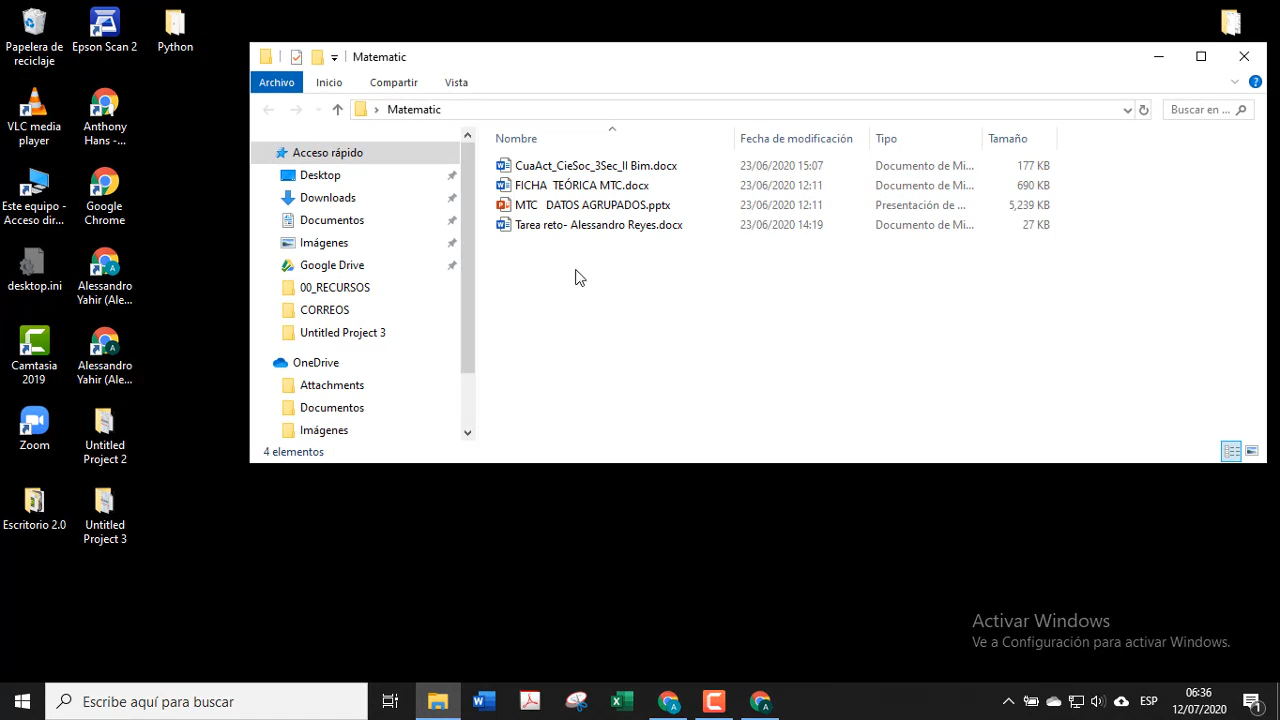 Papelera de
reciclaje
Epson Scan 2
Python
VLC media
player
Anthony
Hans -...
Este equipo -
Acceso dir...
Google
Chrome
desktop.ini
Alessandro
Yahir (Ale...
Camtasia
2019
Alessandro
Yahir (Ale...
Zoom
Untitled
Project 2
Escritorio 2.0
Untitled
Project 3
Matematic
Archivo
Inicio
Compartir
Vista
Matematic
Buscar en ...
Acceso rápido
Desktop
Downloads
Documentos
Imágenes
Google Drive
00_RECURSOS
CORREOS
Untitled Project 3
OneDrive
Attachments
Documentos
Imágenes
Nombre Fecha de modificación Tipo Tamaño
CuaAct_CieSoc_3Sec_II Bim.docx 23/06/2020 15:07 Documento de Mi... 177 KB
FICHA TEÓRICA MTC.docx 23/06/2020 12:11 Documento de Mi... 690 KB
MTC DATOS AGRUPADOS.pptx 23/06/2020 12:11 Presentación de ... 5,239 KB
Tarea reto- Alessandro Reyes.docx 23/06/2020 14:19 Documento de Mi... 27 KB
4 elementos
Activar Windows
Ve a Configuración para activar Windows.
Escribe aquí para buscar
ESP
06:36
12/07/2020
1